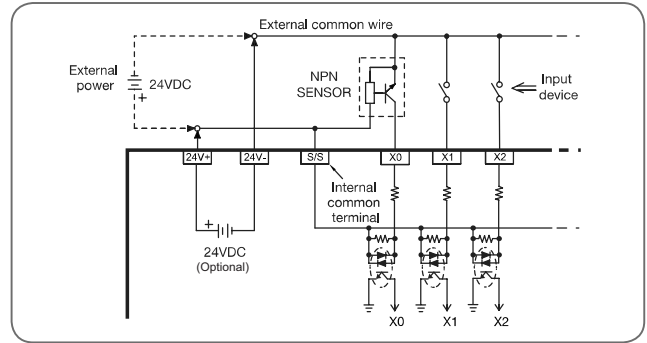 External common wire
External
power
24VDC
+
NPN
SENSOR
Input
device
24V+
24V-
S/S
X0
X1
X2
Internal
common
terminal
+
24VDC
(Optional)
X0
X1
X2